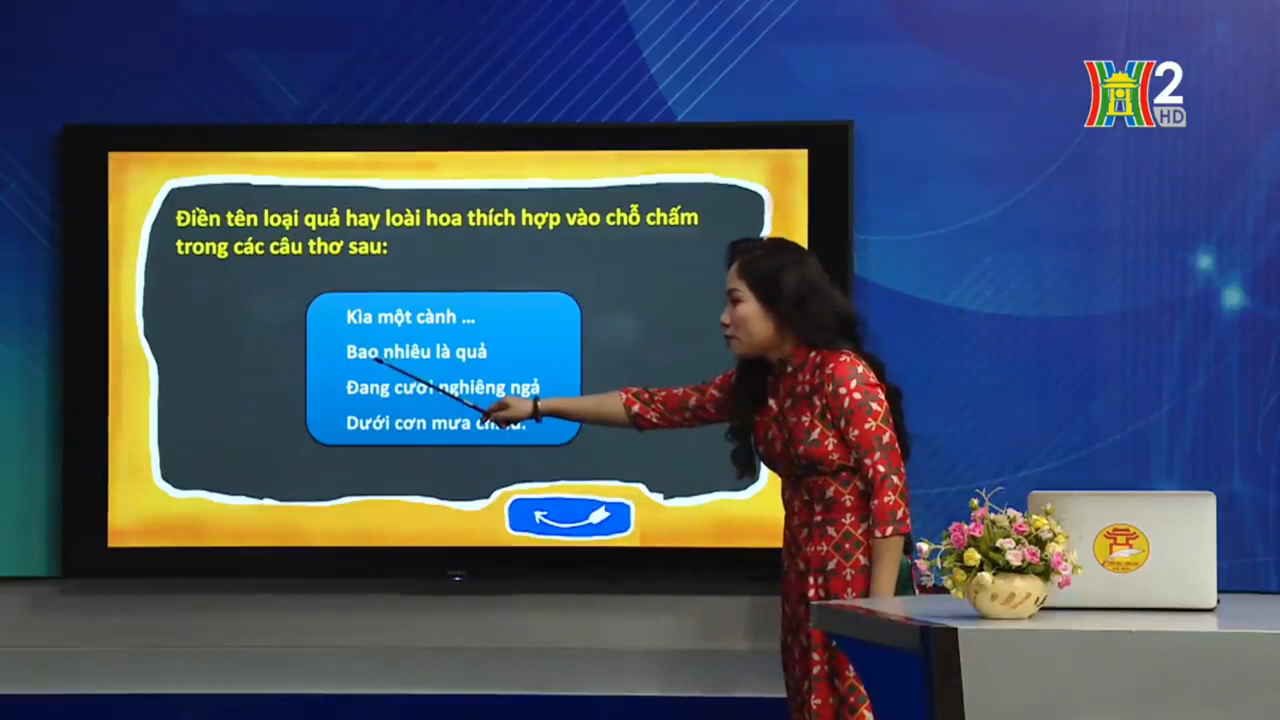 2
HD
Điền tên loại quả hay loài hoa thích hợp vào chỗ chấm
trong các câu thơ sau:
Kìa một cành ...
Bao nhiêu là quả
Đang cười nghiêng ngả
Dưới cơn mưa